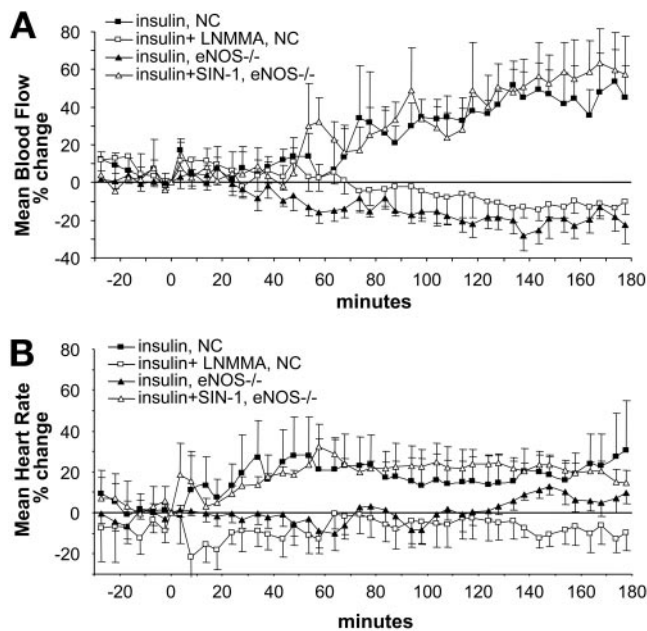 A
insulin, NC
insulin+ LNMMA, NC
insulin, eNOS-/-
insulin+SIN-1, eNOS-/-
Mean Blood Flow
% change
80
60
40
20
0
-20
-40
-20 0 20 40 60 80 100 120 140 160 180
minutes
B
insulin, NC
insulin+ LNMMA, NC
insulin, eNOS-/-
insulin+SIN-1, eNOS-/-
Mean Heart Rate
% change
80
60
40
20
0
-20
-20 0 20 40 60 80 100 120 140 160 180
minutes